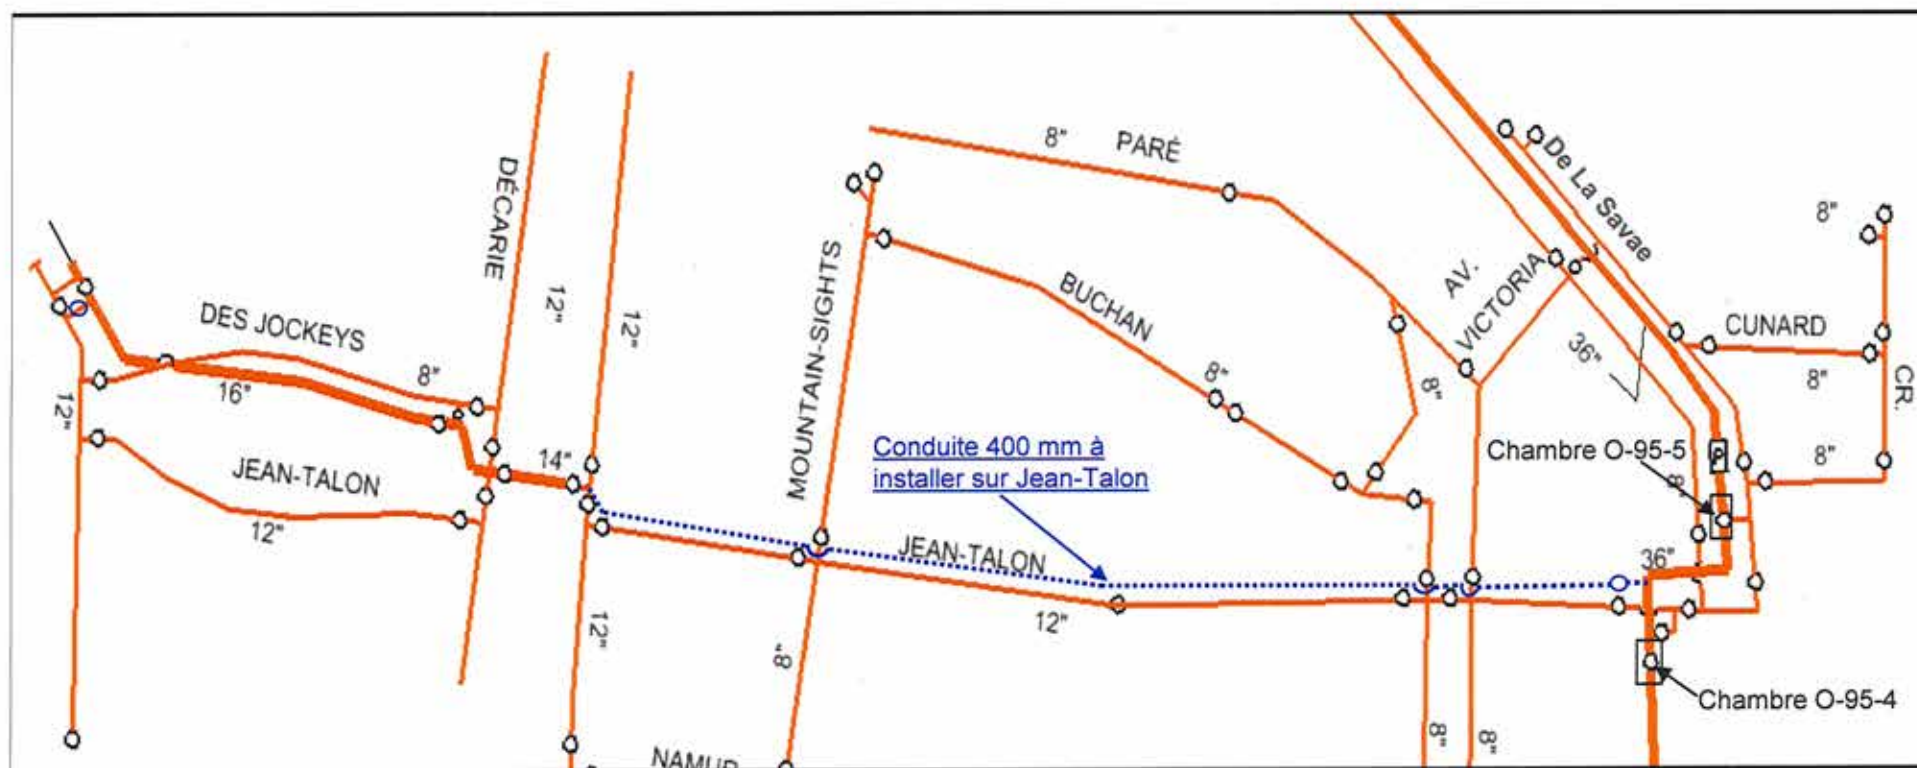 8" PARÉ
De La Savae
8"
DÉCARIE
12"
12"
MOUNTAIN-SIGHTS
BUCHAN
AV.
VICTORIA
36"
CUNARD
8"
CR.
DES JOCKEYS
8"
16"
12"
8"
8"
JEAN-TALON
12"
14"
Conduite 400 mm à
installer sur Jean-Talon
Chambre O-95-5
8"
8"
JEAN-TALON
36"
12"
12"
8"
8"
8"
Chambre O-95-4